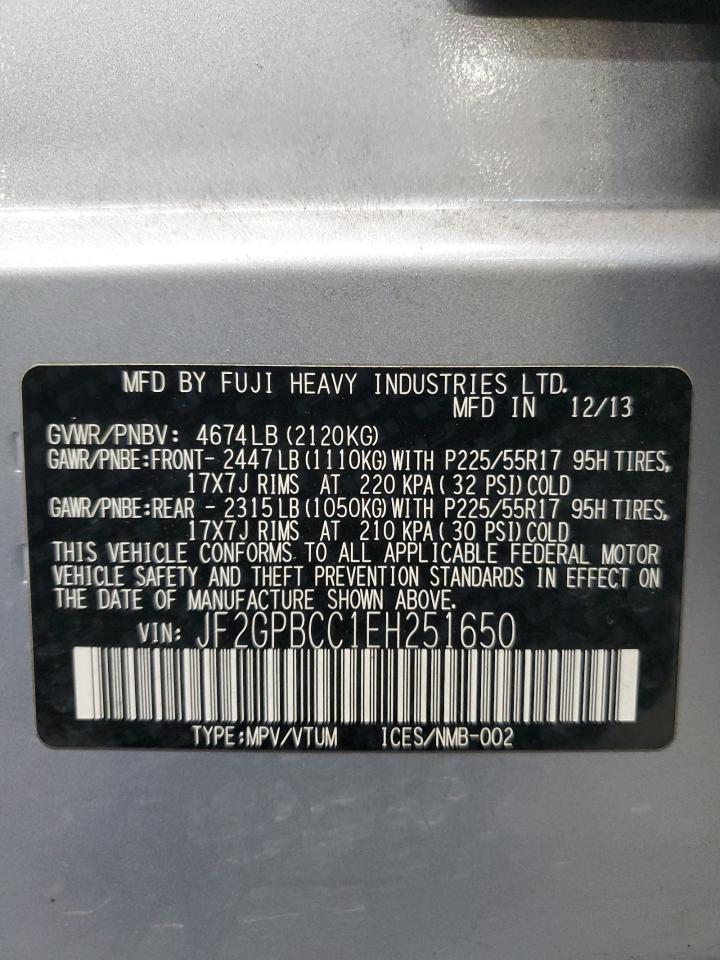 MFD BY FUJI HEAVY INDUSTRIES LTD.
MFD IN 12/13
GVWR/PNBV: 4674LB(2120KG)
GAWR/PNBE:FRONT- 2447LB(1110KG)WITH P225/55R17 95H TIRES,
17X7J RIMS AT 220 KPA(32 PSI)COLD
GAWR/PNBE:REAR - 2315LB(1050KG)WITH P225/55R17 95H TIRES,
17X7J RIMS AT 210 KPA(30 PSI)COLD
THIS VEHICLE CONFORMS TO ALL APPLICABLE FEDERAL MOTOR
VEHICLE SAFETY AND THEFT PREVENTION STANDARDS IN EFFECT ON
THE DATE OF MANUFACTURE SHOWN ABOVE.
VIN: JF2GPBCC1EH251650
TYPE:MPV/VTUM ICES/NMB-002